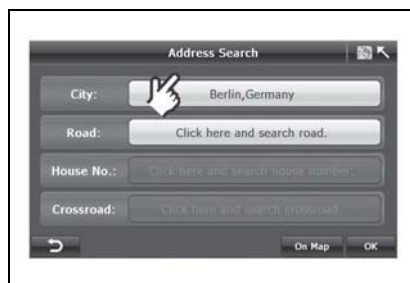 Address Search
City: Berlin,Germany
Road: Click here and search road.
House No.: Click here and search house number.
Crossroad: Click here and search crossroad.
On Map OK